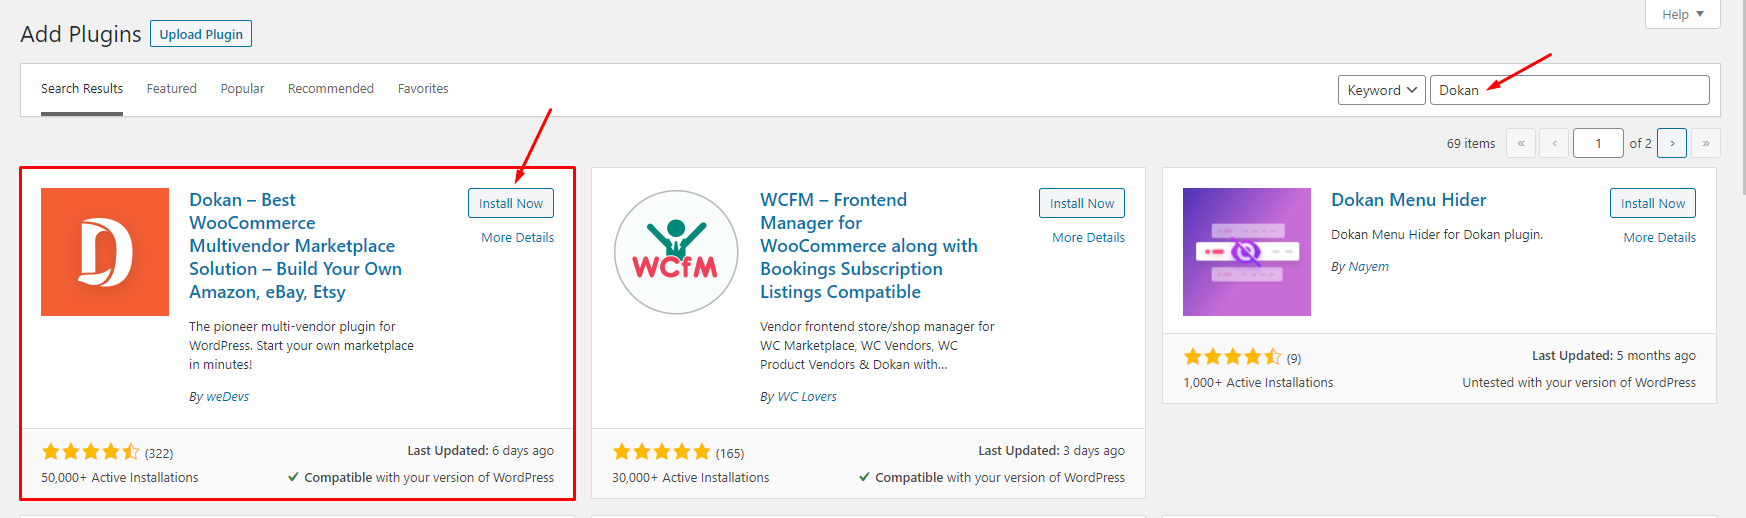 Help
Add Plugins Upload Plugin
Search Results Featured Popular Recommended Favorites Keyword Dokan
69 items « ‹ 1 of 2 › »
Dokan – Best
WooCommerce
Multivendor Marketplace
Solution – Build Your Own
Amazon, eBay, Etsy
Install Now
More Details
The pioneer multi-vendor plugin for
WordPress. Start your own marketplace
in minutes!
By weDevs
(322)
Last Updated: 6 days ago
50,000+ Active Installations
Compatible with your version of WordPress
WCFM
WCFM – Frontend
Manager for
WooCommerce along with
Bookings Subscription
Listings Compatible
Install Now
More Details
Vendor frontend store/shop manager for
WC Marketplace, WC Vendors, WC
Product Vendors & Dokan with...
By WC Lovers
(165)
Last Updated: 3 days ago
30,000+ Active Installations
Compatible with your version of WordPress
Dokan Menu Hider
Install Now
More Details
Dokan Menu Hider for Dokan plugin.
By Nayem
(9)
Last Updated: 5 months ago
1,000+ Active Installations
Untested with your version of WordPress